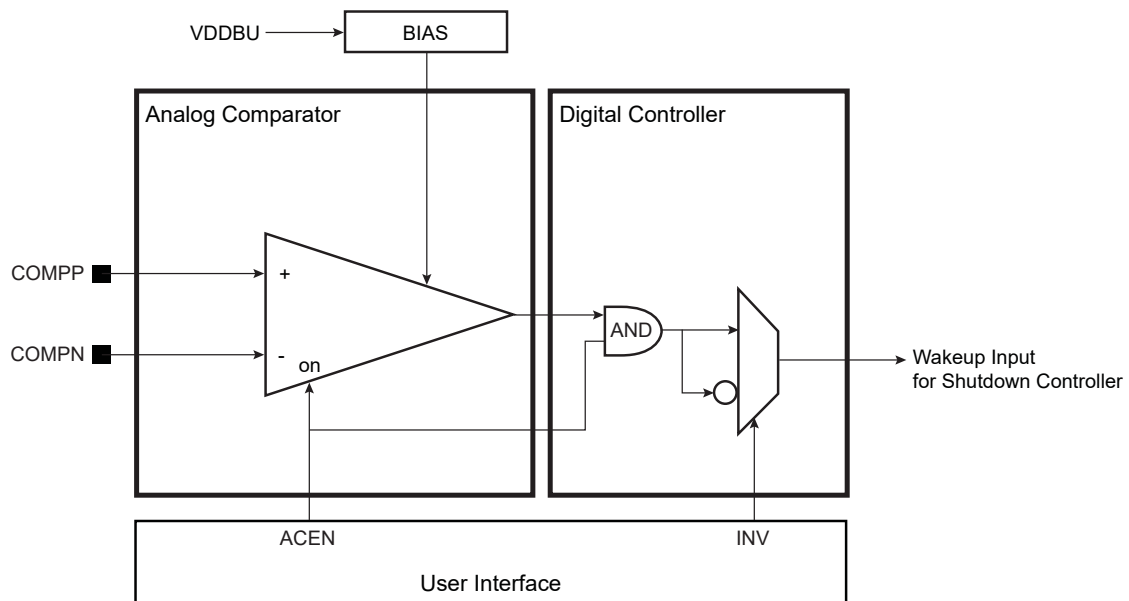 VDDBU
BIAS
Analog Comparator
Digital Controller
COMPP
+
AND
COMPN
-
on
Wakeup Input
for Shutdown Controller
ACEN
INV
User Interface